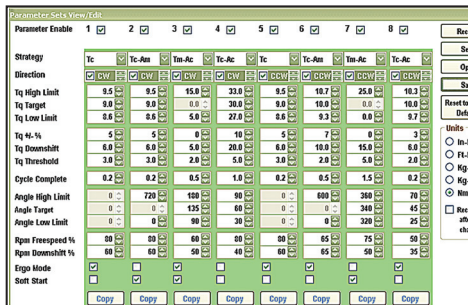 Parameter Sets View/Edit
Parameter Enable 1 2 3 4 5 6 7 8
Strategy Tc Tc-Am Tm-Ac Tc-Ac Tc Tc-Am Tm-Ac Tc-Ac
Direction CW CW CW CCW CCW CCW CCW CCW
Tq High Limit 9.5 9.5 15.0 33.0 9.5 10.7 25.0 10.3
Tq Target 9.0 9.0 0.0 30.0 9.0 10.0 0.0 10.0
Tq Low Limit 8.6 8.6 5.0 27.0 8.6 9.3 0.0 9.7
Tq +/- % 5 5 0 10 5 7 0 3
Tq Downshift 6.0 6.0 5.0 20.0 6.0 10.0 15.0 6.0
Tq Threshold 3.0 3.0 2.0 5.0 3.0 2.0 5.0 2.0
Cycle Complete 0.2 0.2 0.5 1.0 0.2 0.5 1.5 0.2
Angle High Limit 0 720 180 90 0 600 360 70
Angle Target 0 0 135 60 0 0 340 45
Angle Low Limit 0 0 90 30 0 0 320 25
Rpm Freespeed % 80 80 60 80 80 65 75 50
Rpm Downshift % 60 60 50 40 60 65 50 35
Ergo Mode
Soft Start
Copy Copy Copy Copy Copy Copy Copy Copy
Reset to
Units
In-
Ft-
Kg-
Kg-
Nm